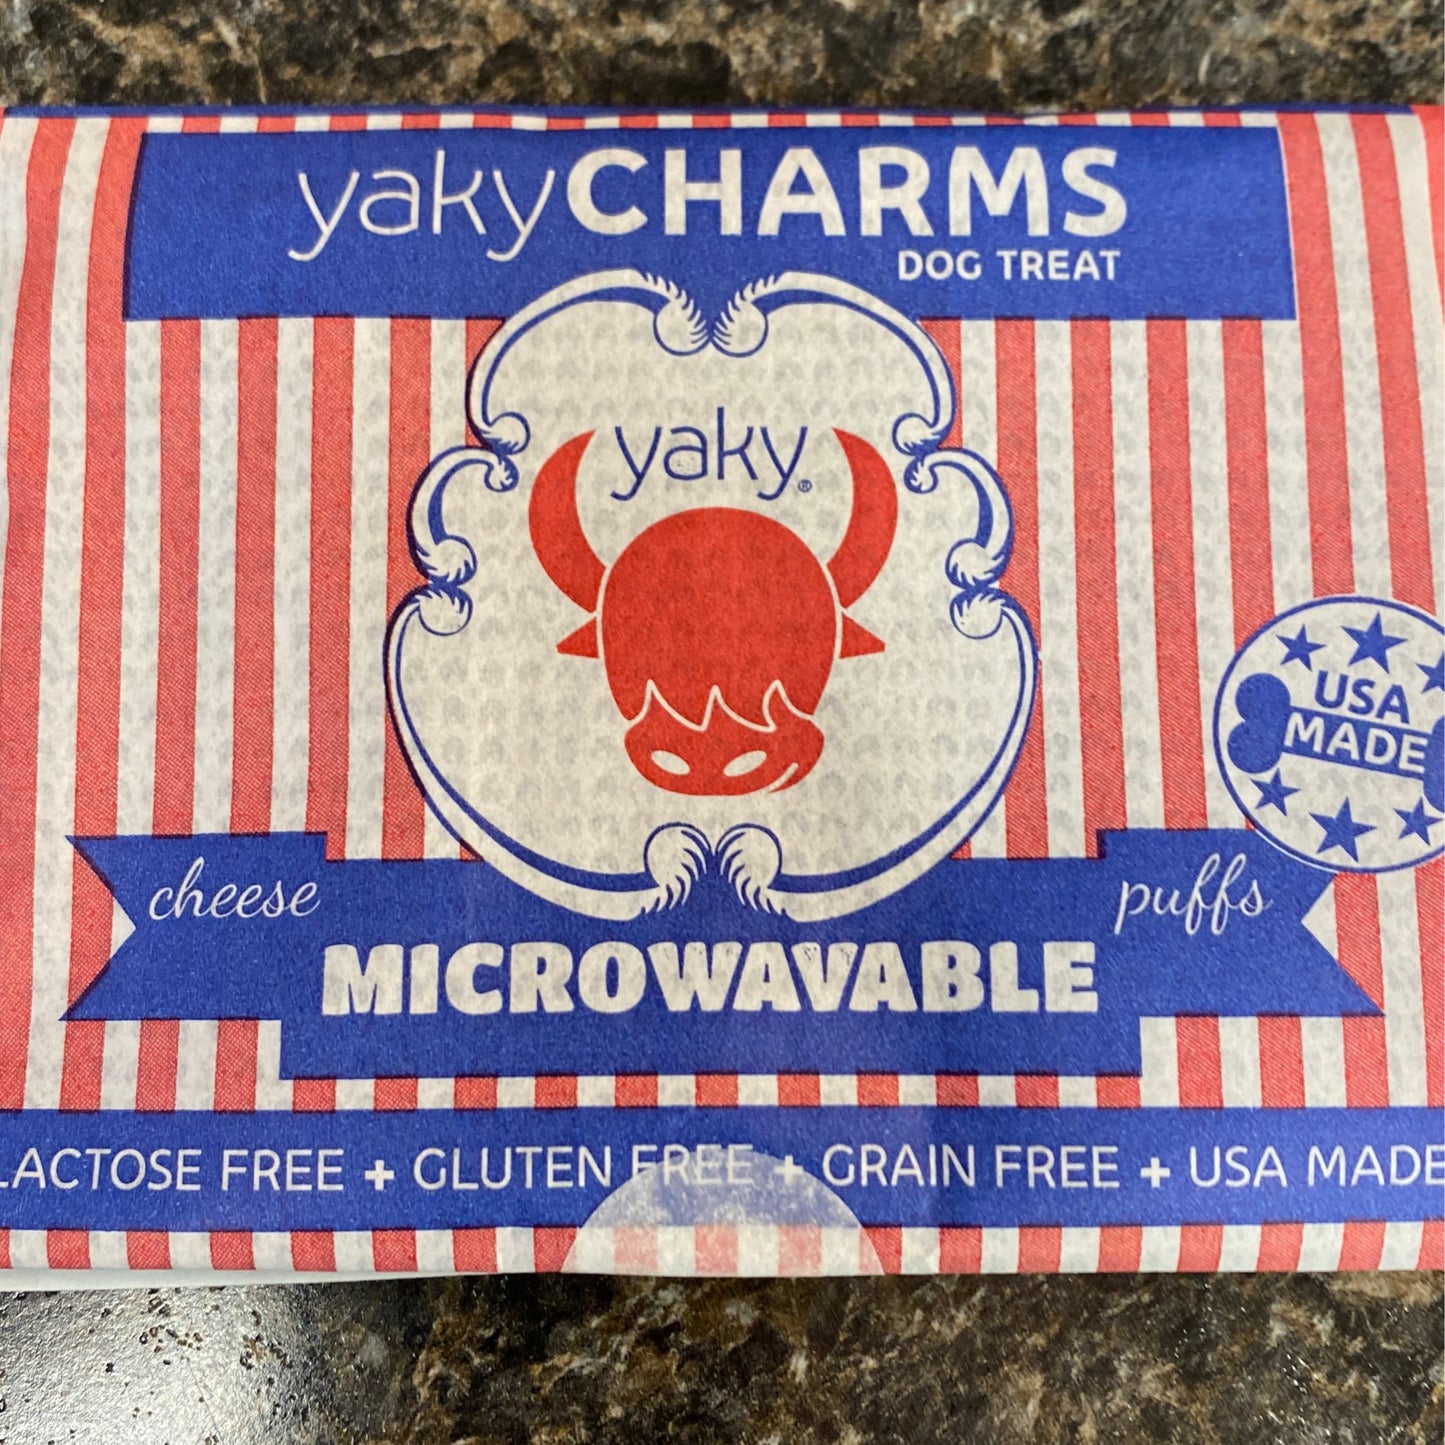 yakyCHARMS
DOG TREAT
yaky®
USA
MADE
cheese
puffs
MICROWAVABLE
LACTOSE FREE + GLUTEN FREE + GRAIN FREE + USA MADE